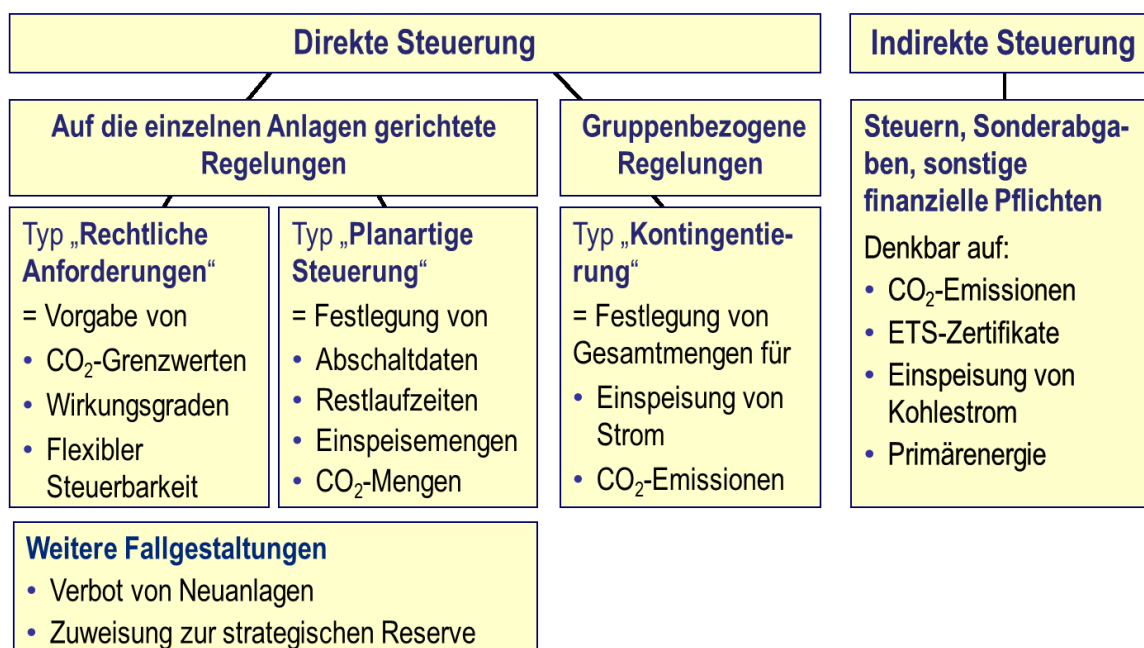 Direkte Steuerung
Auf die einzelnen Anlagen gerichtete
Regelungen
Typ „Rechtliche
Anforderungen“
= Vorgabe von
• CO₂-Grenzwerten
• Wirkungsgraden
• Flexibler
Steuerbarkeit
Typ „Planartige
Steuerung“
= Festlegung von
• Abschaltdaten
• Restlaufzeiten
• Einspeisemengen
• CO₂-Mengen
Gruppenbezogene
Regelungen
Typ „Kontingentie-
rung“
= Festlegung von
Gesamtmengen für
• Einspeisung von
Strom
• CO₂-Emissionen
Weitere Fallgestaltungen
• Verbot von Neuanlagen
• Zuweisung zur strategischen Reserve
Indirekte Steuerung
Steuern, Sonderabga-
ben, sonstige
finanzielle Pflichten
Denkbar auf:
• CO₂-Emissionen
• ETS-Zertifikate
• Einspeisung von
Kohlestrom
• Primärenergie